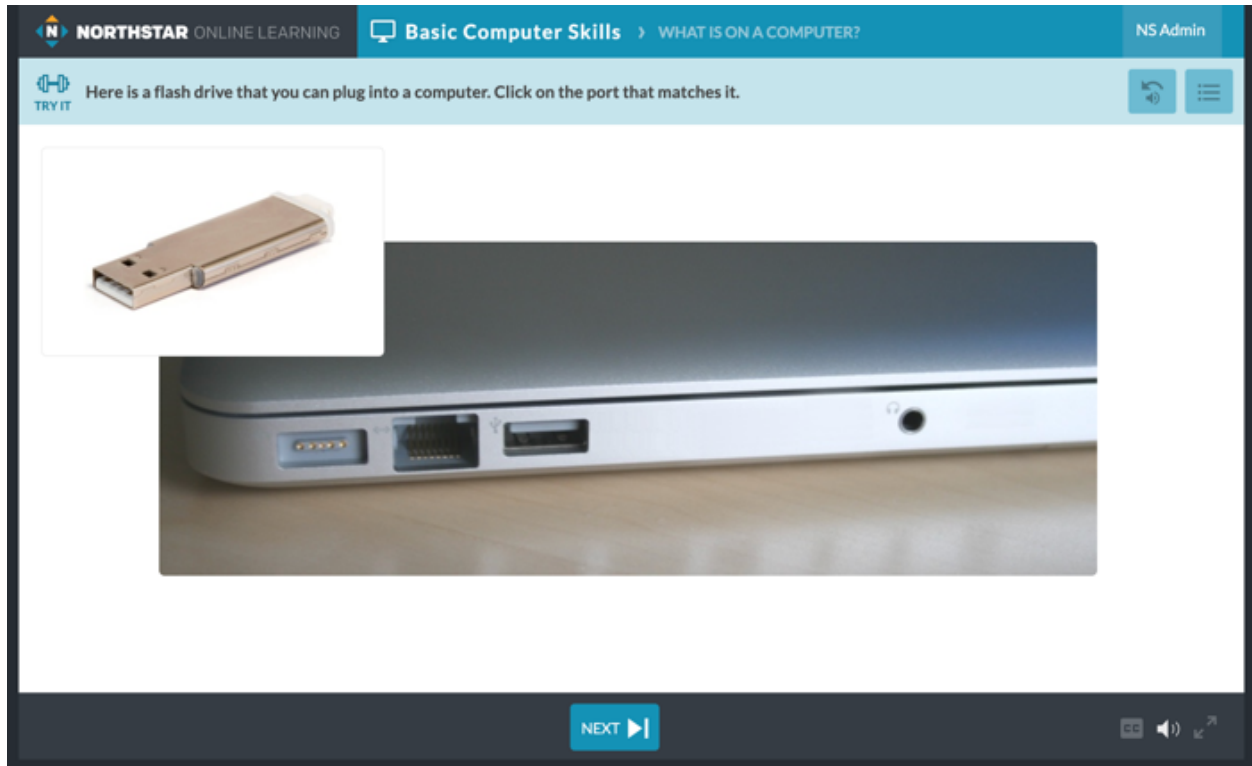 N NORTHSTAR ONLINE LEARNING
Basic Computer Skills › WHAT IS ON A COMPUTER?
NS Admin
TRY IT
Here is a flash drive that you can plug into a computer. Click on the port that matches it.
NEXT
CC